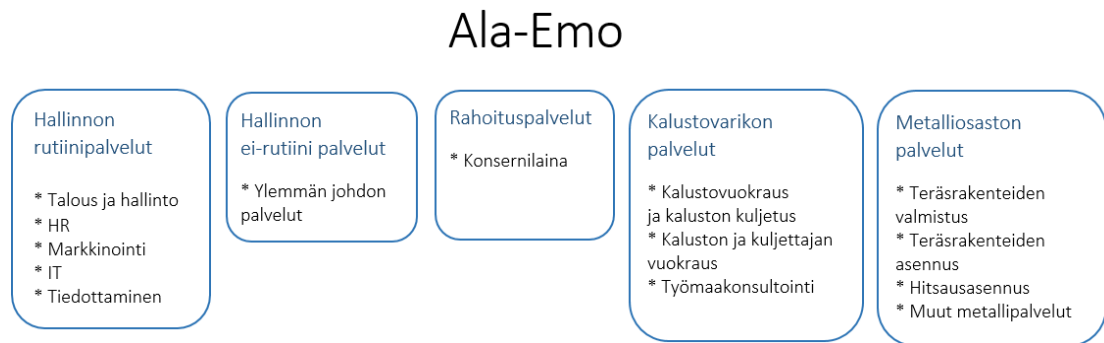 Ala-Emo
Hallinnon
rutiinipalvelut
* Talous ja hallinto
* HR
* Markkinointi
* IT
* Tiedottaminen
Hallinnon
ei-rutiini palvelut
* Ylemmän johdon
palvelut
Rahoituspalvelut
* Konsernilaina
Kalustovarikon
palvelut
* Kalustovuokraus
ja kaluston kuljetus
* Kaluston ja kuljettajan
vuokraus
* Työmaakonsultointi
Metalliosaston
palvelut
* Teräsrakenteiden
valmistus
* Teräsrakenteiden
asennus
* Hitsausasennus
* Muut metallipalvelut